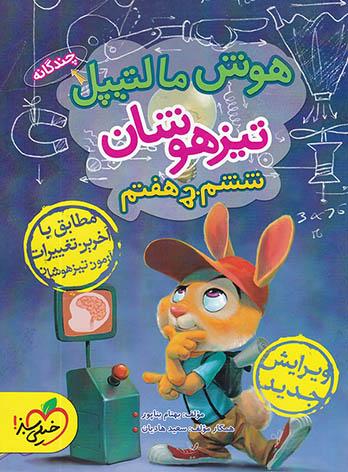 چندگانه
هوش مالتیپل
تیزهوشان
ششم به هفتم
مطابق با
آخرین تغییرات
آزمون تیزهوشان
ویرایش
جدید
مؤلف: بهنام بناپور
همکار مؤلف: سعید هادیان
خیلی سبز